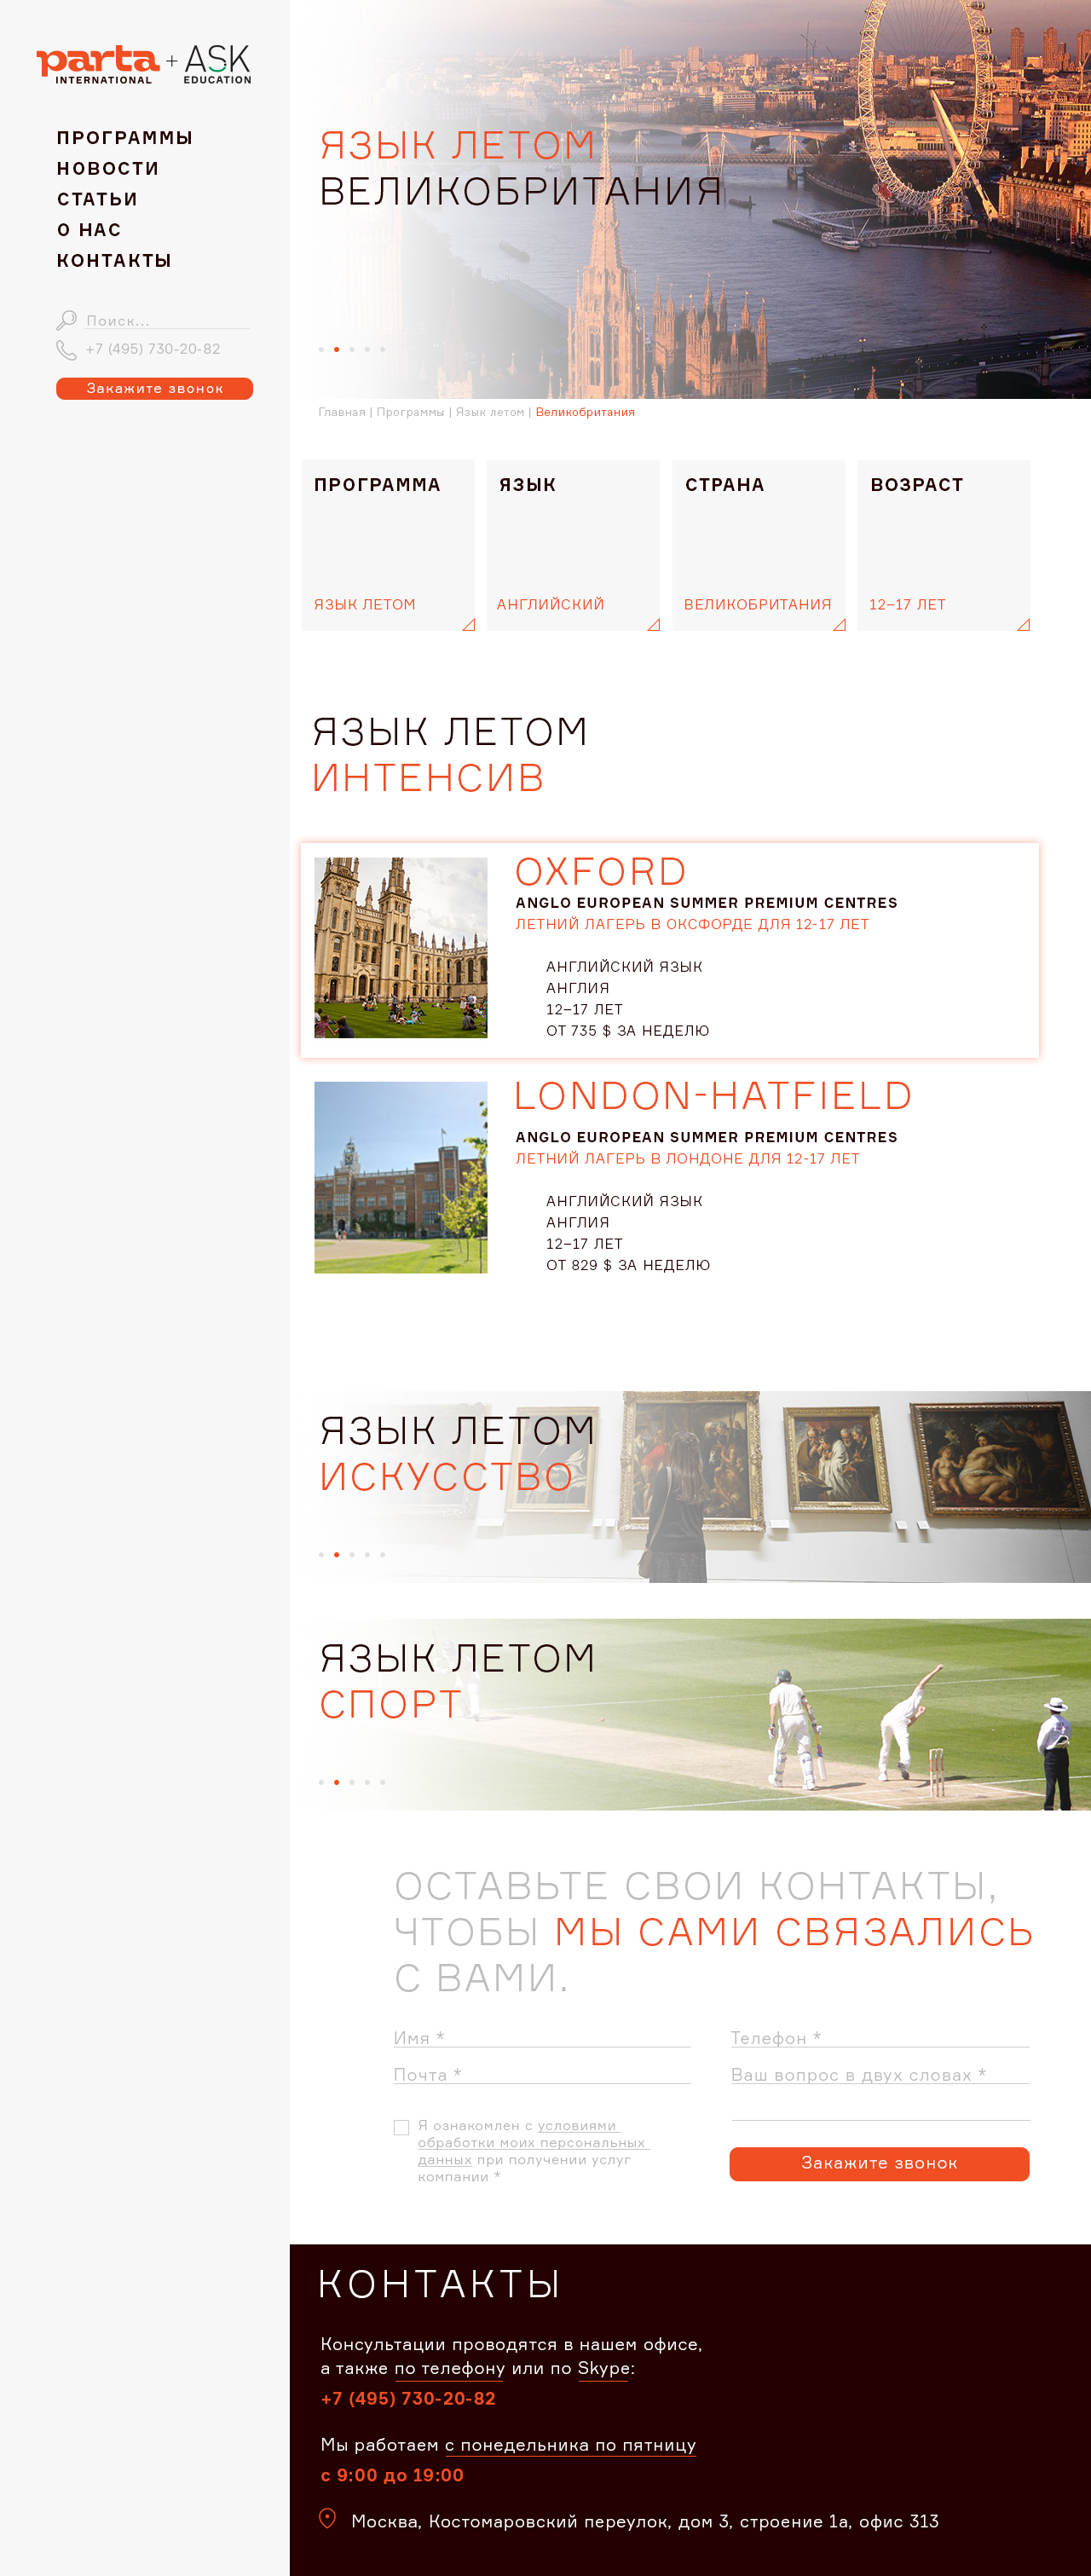 parta + ASK
INTERNATIONAL EDUCATION
ПРОГРАММЫ
НОВОСТИ
СТАТЬИ
О НАС
КОНТАКТЫ
Поиск...
+7 (495) 730-20-82
Закажите звонок
ЯЗЫК ЛЕТОМ
ВЕЛИКОБРИТАНИЯ
Главная | Программы | Язык летом | Великобритания
ПРОГРАММА
ЯЗЫК ЛЕТОМ
ЯЗЫК
АНГЛИЙСКИЙ
СТРАНА
ВЕЛИКОБРИТАНИЯ
ВОЗРАСТ
12–17 ЛЕТ
ЯЗЫК ЛЕТОМ
ИНТЕНСИВ
OXFORD
ANGLO EUROPEAN SUMMER PREMIUM CENTRES
ЛЕТНИЙ ЛАГЕРЬ В ОКСФОРДЕ ДЛЯ 12-17 ЛЕТ
АНГЛИЙСКИЙ ЯЗЫК
АНГЛИЯ
12–17 ЛЕТ
ОТ 735 $ ЗА НЕДЕЛЮ
LONDON-HATFIELD
ANGLO EUROPEAN SUMMER PREMIUM CENTRES
ЛЕТНИЙ ЛАГЕРЬ В ЛОНДОНЕ ДЛЯ 12-17 ЛЕТ
АНГЛИЙСКИЙ ЯЗЫК
АНГЛИЯ
12–17 ЛЕТ
ОТ 829 $ ЗА НЕДЕЛЮ
ЯЗЫК ЛЕТОМ
ИСКУССТВО
ЯЗЫК ЛЕТОМ
СПОРТ
ОСТАВЬТЕ СВОИ КОНТАКТЫ,
ЧТОБЫ МЫ САМИ СВЯЗАЛИСЬ
С ВАМИ.
Имя *
Телефон *
Почта *
Ваш вопрос в двух словах *
Я ознакомлен с условиями
обработки моих персональных
данных при получении услуг
компании *
Закажите звонок
КОНТАКТЫ
Консультации проводятся в нашем офисе,
а также по телефону или по Skype:
+7 (495) 730-20-82
Мы работаем с понедельника по пятницу
с 9:00 до 19:00
Москва, Костомаровский переулок, дом 3, строение 1а, офис 313